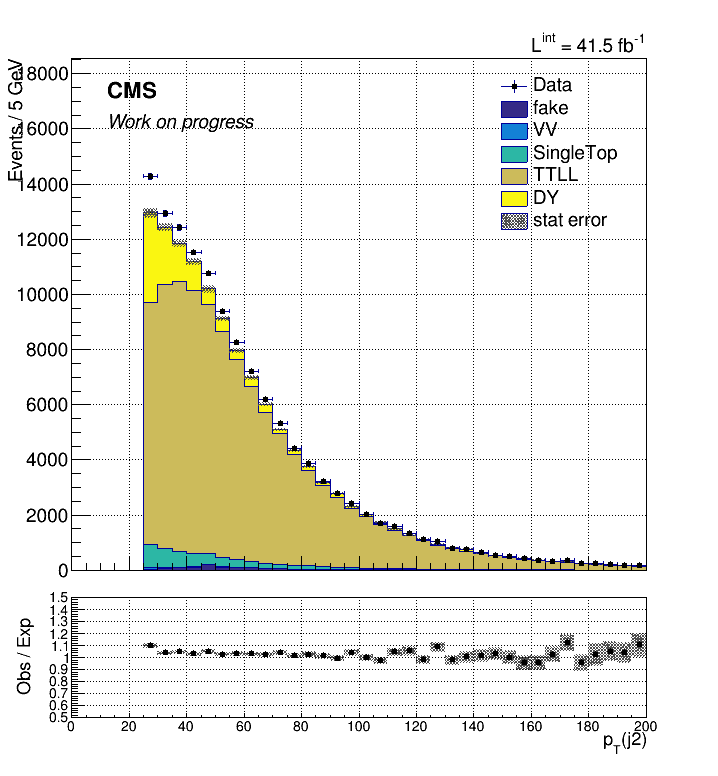 L^int = 41.5 fb^-1
Events / 5 GeV
18000
16000
14000
12000
10000
8000
6000
4000
2000
0
CMS
Work on progress
Data
fake
VV
SingleTop
TTLL
DY
stat error
Obs / Exp
1.5
1.4
1.3
1.2
1.1
1
0.9
0.8
0.7
0.6
0.5
0 20 40 60 80 100 120 140 160 180 200
p_T(j2)